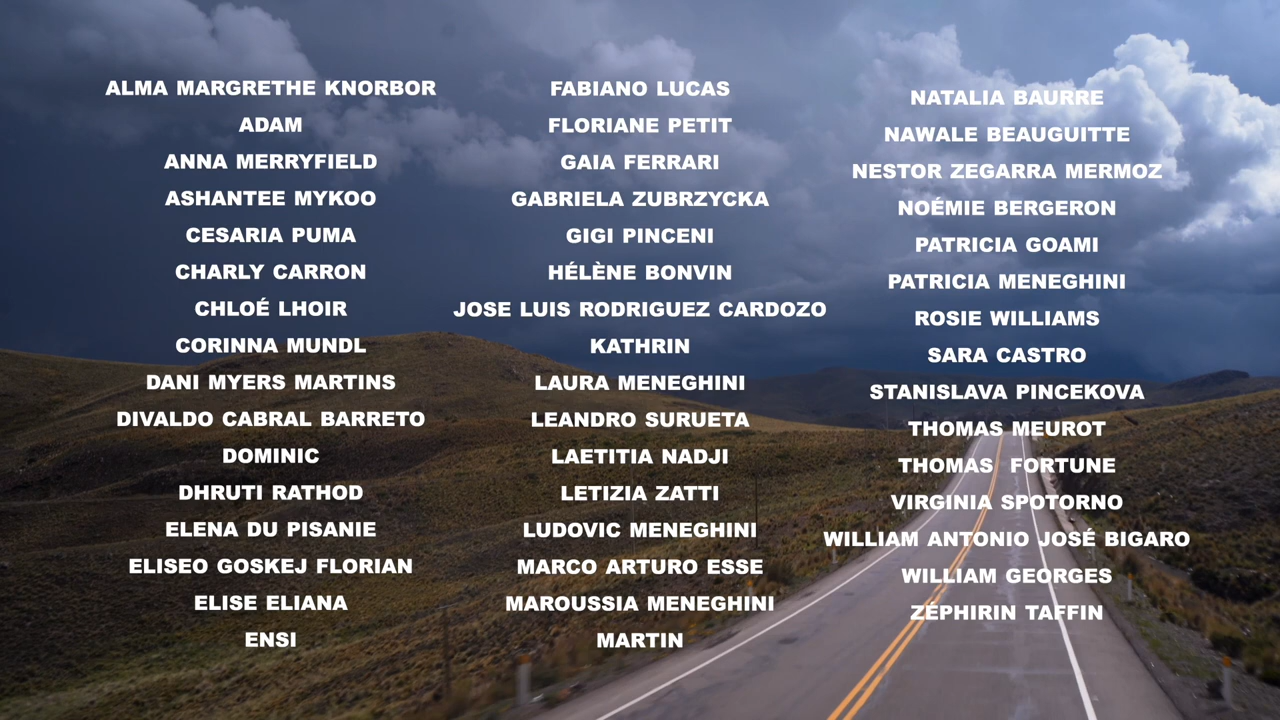 ALMA MARGRETHE KNORBOR
ADAM
ANNA MERRYFIELD
ASHANTEE MYKOO
CESARIA PUMA
CHARLY CARRON
CHLOÉ LHOIR
CORINNA MUNDL
DANI MYERS MARTINS
DIVALDO CABRAL BARRETO
DOMINIC
DHRUTI RATHOD
ELENA DU PISANIE
ELISEO GOSKEJ FLORIAN
ELISE ELIANA
ENSI
FABIANO LUCAS
FLORIANE PETIT
GAIA FERRARI
GABRIELA ZUBRZYCKA
GIGI PINCENI
HÉLÈNE BONVIN
JOSE LUIS RODRIGUEZ CARDOZO
KATHRIN
LAURA MENEGHINI
LEANDRO SURUETA
LAETITIA NADJI
LETIZIA ZATTI
LUDOVIC MENEGHINI
MARCO ARTURO ESSE
MAROUSSIA MENEGHINI
MARTIN
NATALIA BAURRE
NAWALE BEAUGUITTE
NESTOR ZEGARRA MERMOZ
NOÉMIE BERGERON
PATRICIA GOAMI
PATRICIA MENEGHINI
ROSIE WILLIAMS
SARA CASTRO
STANISLAVA PINCEKOVA
THOMAS MEUROT
THOMAS  FORTUNE
VIRGINIA SPOTORNO
WILLIAM ANTONIO JOSÉ BIGARO
WILLIAM GEORGES
ZÉPHIRIN TAFFIN